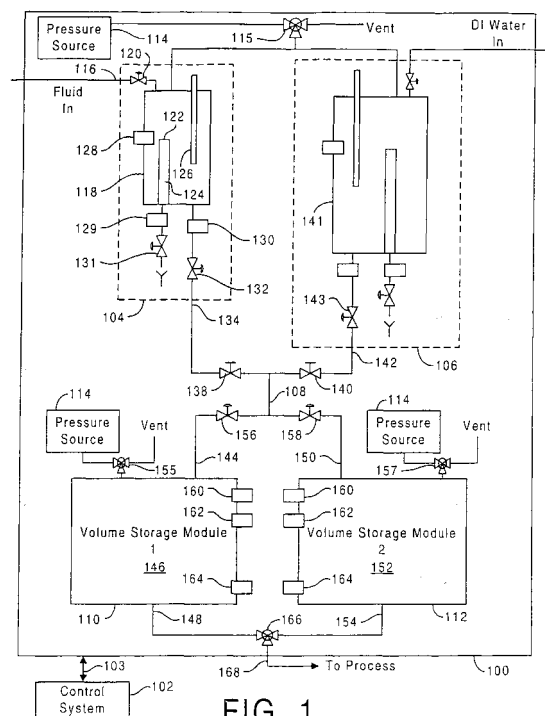 Pressure
Source
114
115
Vent
DI Water
In
116
120
Fluid
In
122
128
126
118
124
141
129
130
131
132
143
104
134
142
106
138
108
140
114
Pressure
Source
Vent
156
158
114
Pressure
Source
Vent
155
144
150
157
160
160
162
162
Volume Storage Module
1
146
Volume Storage Module
2
152
164
164
110
148
166
154
112
168
To Process
100
103
Control
System
102
FIG. 1